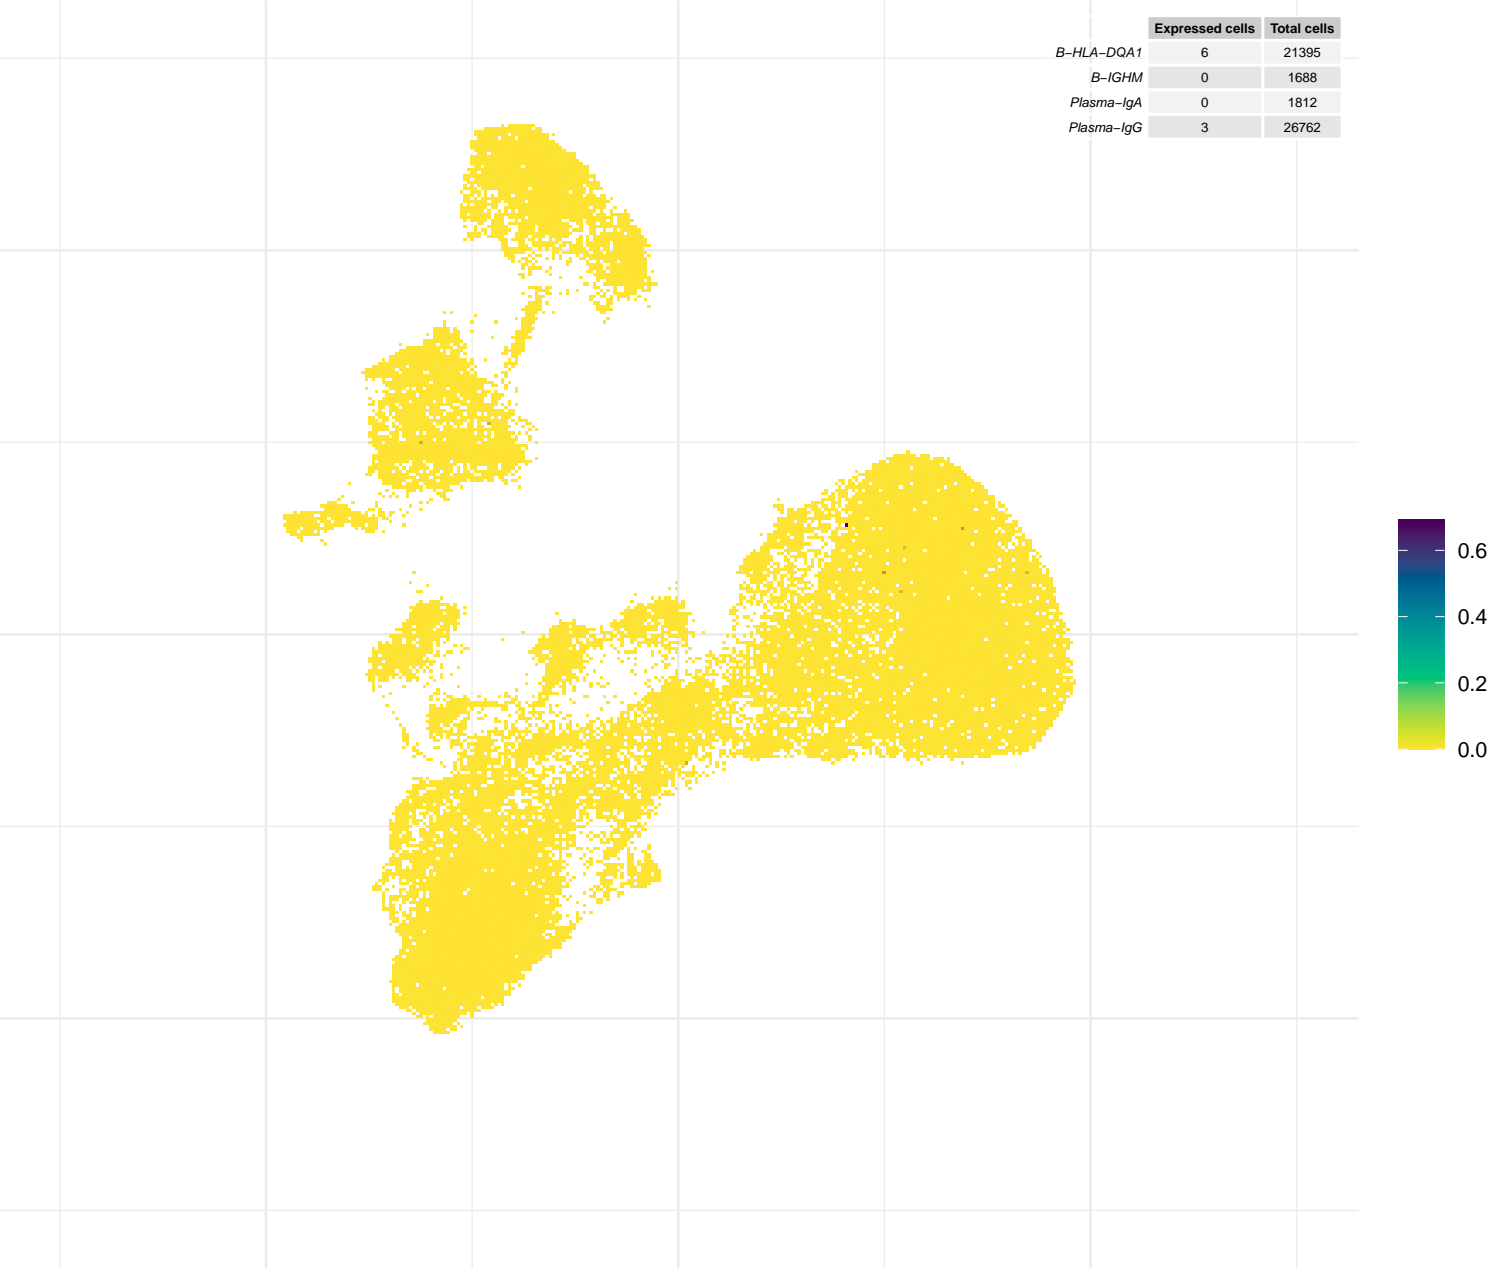 Expressed cells Total cells
B−HLA−DQA1 6 21395
B−IGHM 0 1688
Plasma−IgA 0 1812
Plasma−IgG 3 26762
0.6
0.4
0.2
0.0